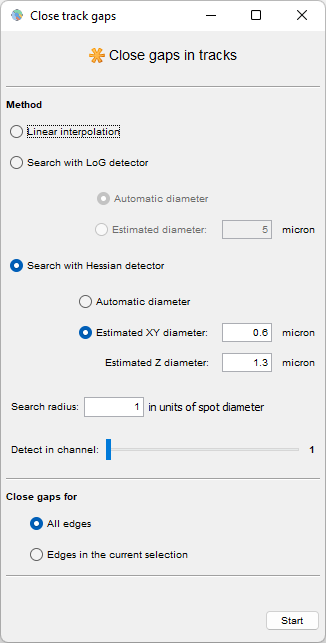 Close track gaps
Close gaps in tracks
Method
Linear interpolation
Search with LoG detector
Automatic diameter
Estimated diameter: 5 micron
Search with Hessian detector
Automatic diameter
Estimated XY diameter: 0.6 micron
Estimated Z diameter: 1.3 micron
Search radius: 1 in units of spot diameter
Detect in channel: 1
Close gaps for
All edges
Edges in the current selection
Start